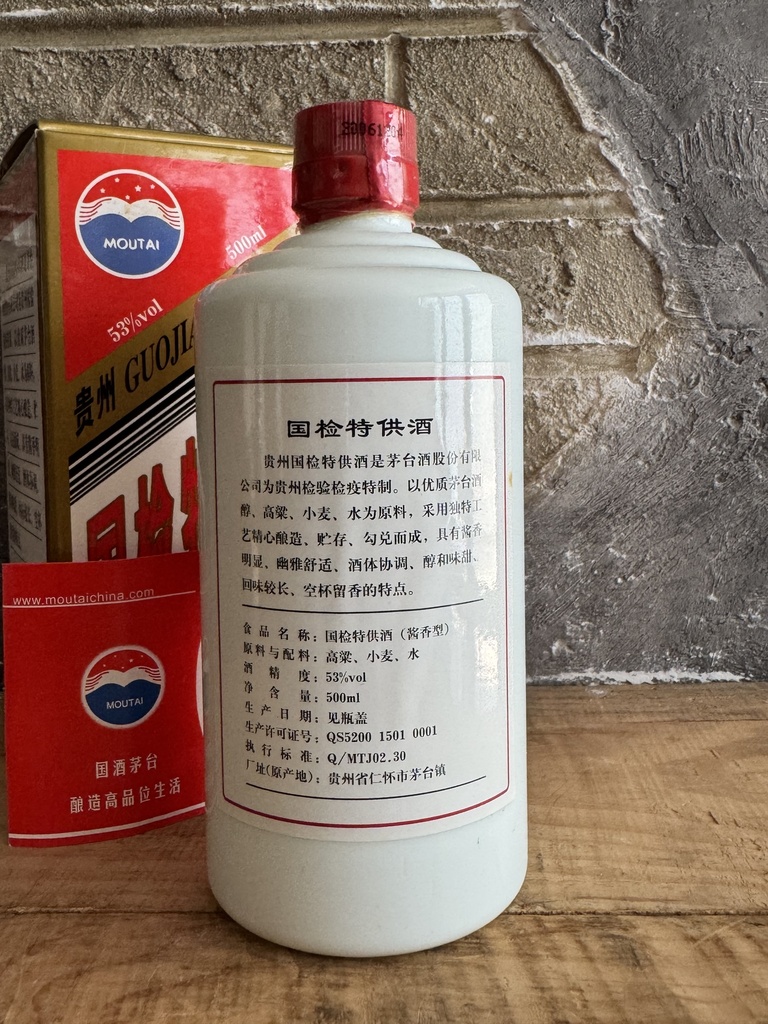 MOUTAI
500ml
53%vol
贵州 GUOJIA
国检
www.moutaichina.com
MOUTAI
国酒茅台
酿造高品位生活
国检特供酒
贵州国检特供酒是茅台酒股份有限
公司为贵州检验检疫特制。以优质茅台酒
醇、高粱、小麦、水为原料，采用独特工
艺精心酿造、贮存、勾兑而成，具有酱香
明显、幽雅舒适、酒体协调、醇和味甜、
回味较长、空杯留香的特点。
食品名称：国检特供酒（酱香型）
原料与配料：高粱、小麦、水
酒精度：53%vol
净含量：500ml
生产日期：见瓶盖
生产许可证号：QS5200 1501 0001
执行标准：Q/MTJ02.30
厂址(原产地)：贵州省仁怀市茅台镇